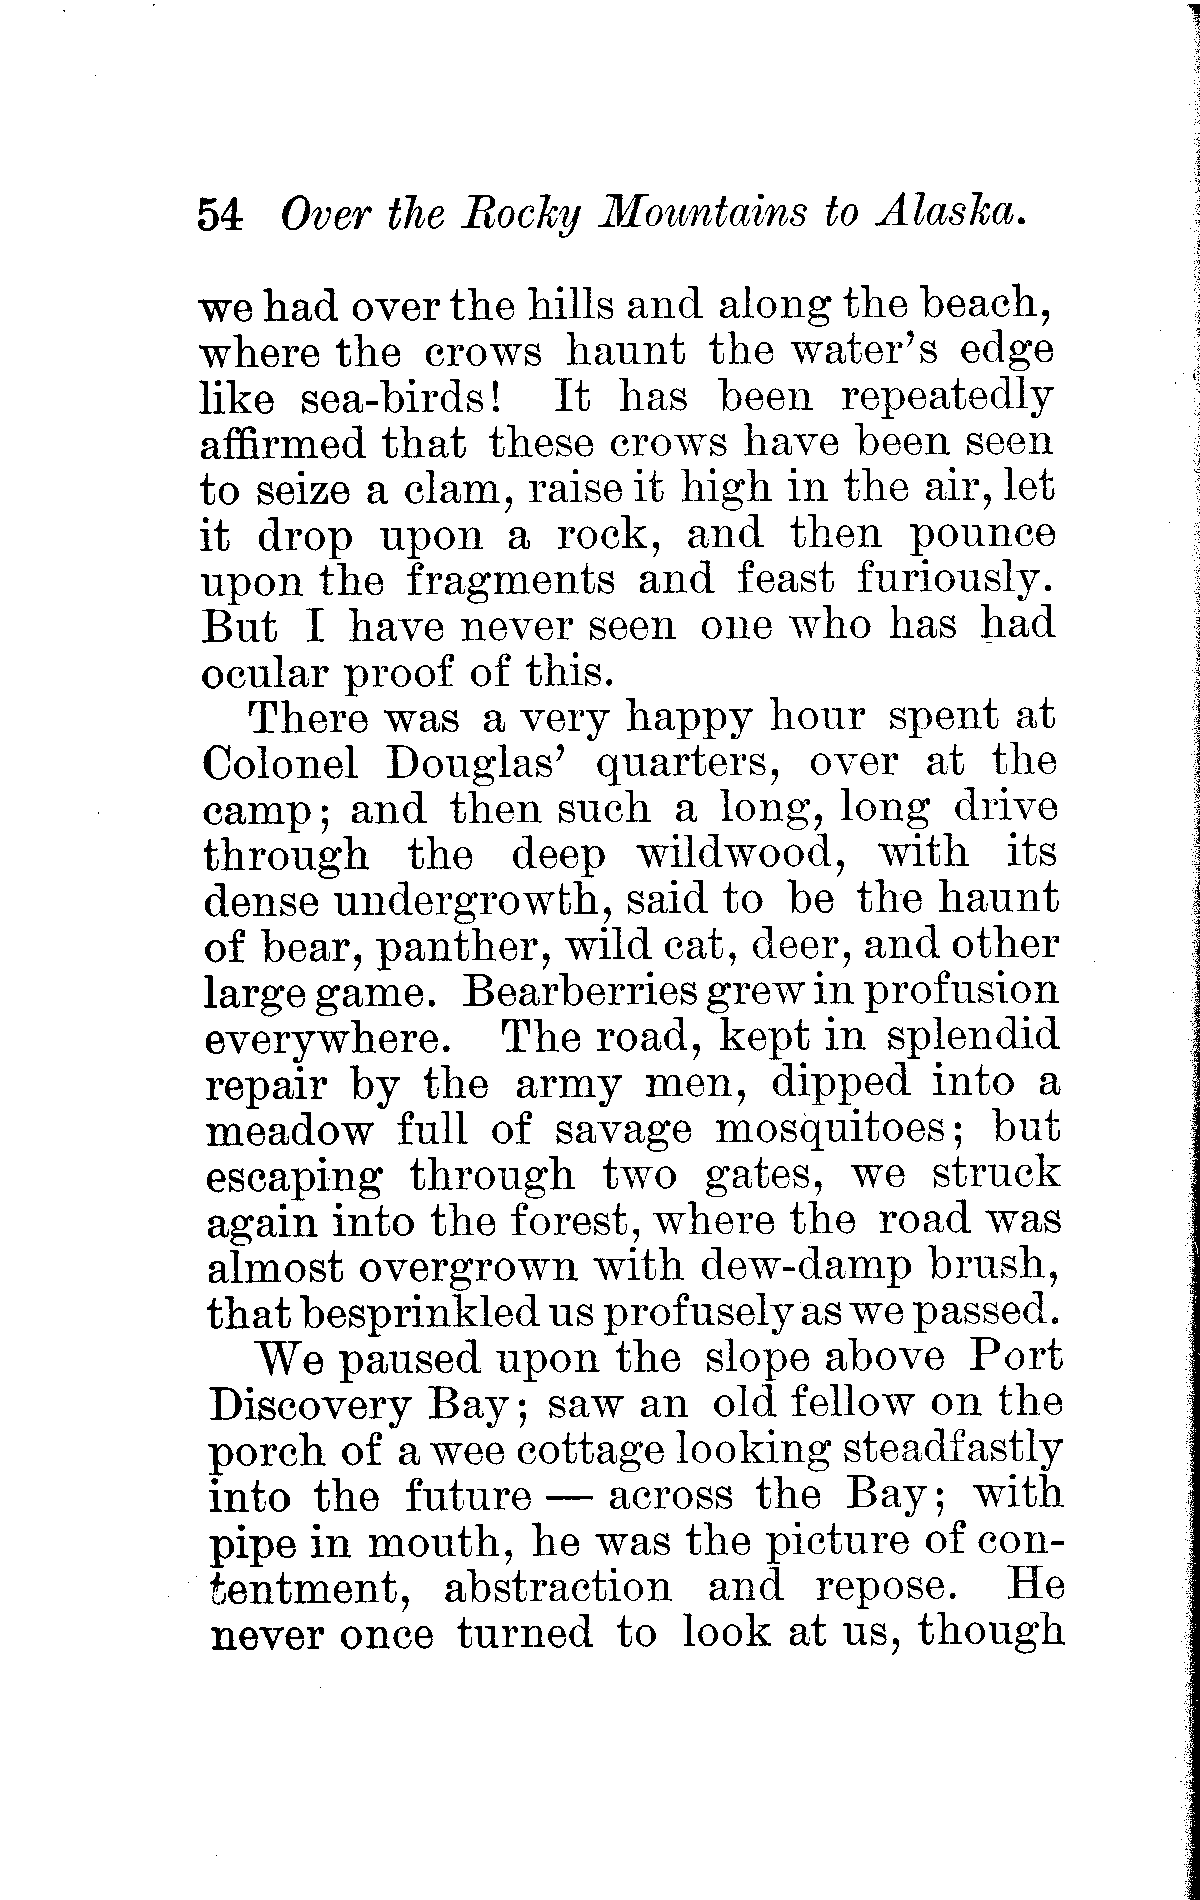 54 Over the Rocky Mountains to Alaska.
we had over the hills and along the beach,
where the crows haunt the water's edge
like sea-birds! It has been repeatedly
affirmed that these crows have been seen
to seize a clam, raise it high in the air, let
it drop upon a rock, and then pounce
upon the fragments and feast furiously.
But I have never seen one who has had
ocular proof of this.
There was a very happy hour spent at
Colonel Douglas' quarters, over at the
camp; and then such a long, long drive
through the deep wildwood, with its
dense undergrowth, said to be the haunt
of bear, panther, wild cat, deer, and other
large game. Bearberries grew in profusion
everywhere. The road, kept in splendid
repair by the army men, dipped into a
meadow full of savage mosquitoes; but
escaping through two gates, we struck
again into the forest, where the road was
almost overgrown with dew-damp brush,
that besprinkled us profusely as we passed.
We paused upon the slope above Port
Discovery Bay; saw an old fellow on the
porch of a wee cottage looking steadfastly
into the future — across the Bay; with
pipe in mouth, he was the picture of con-
tentment, abstraction and repose. He
never once turned to look at us, though